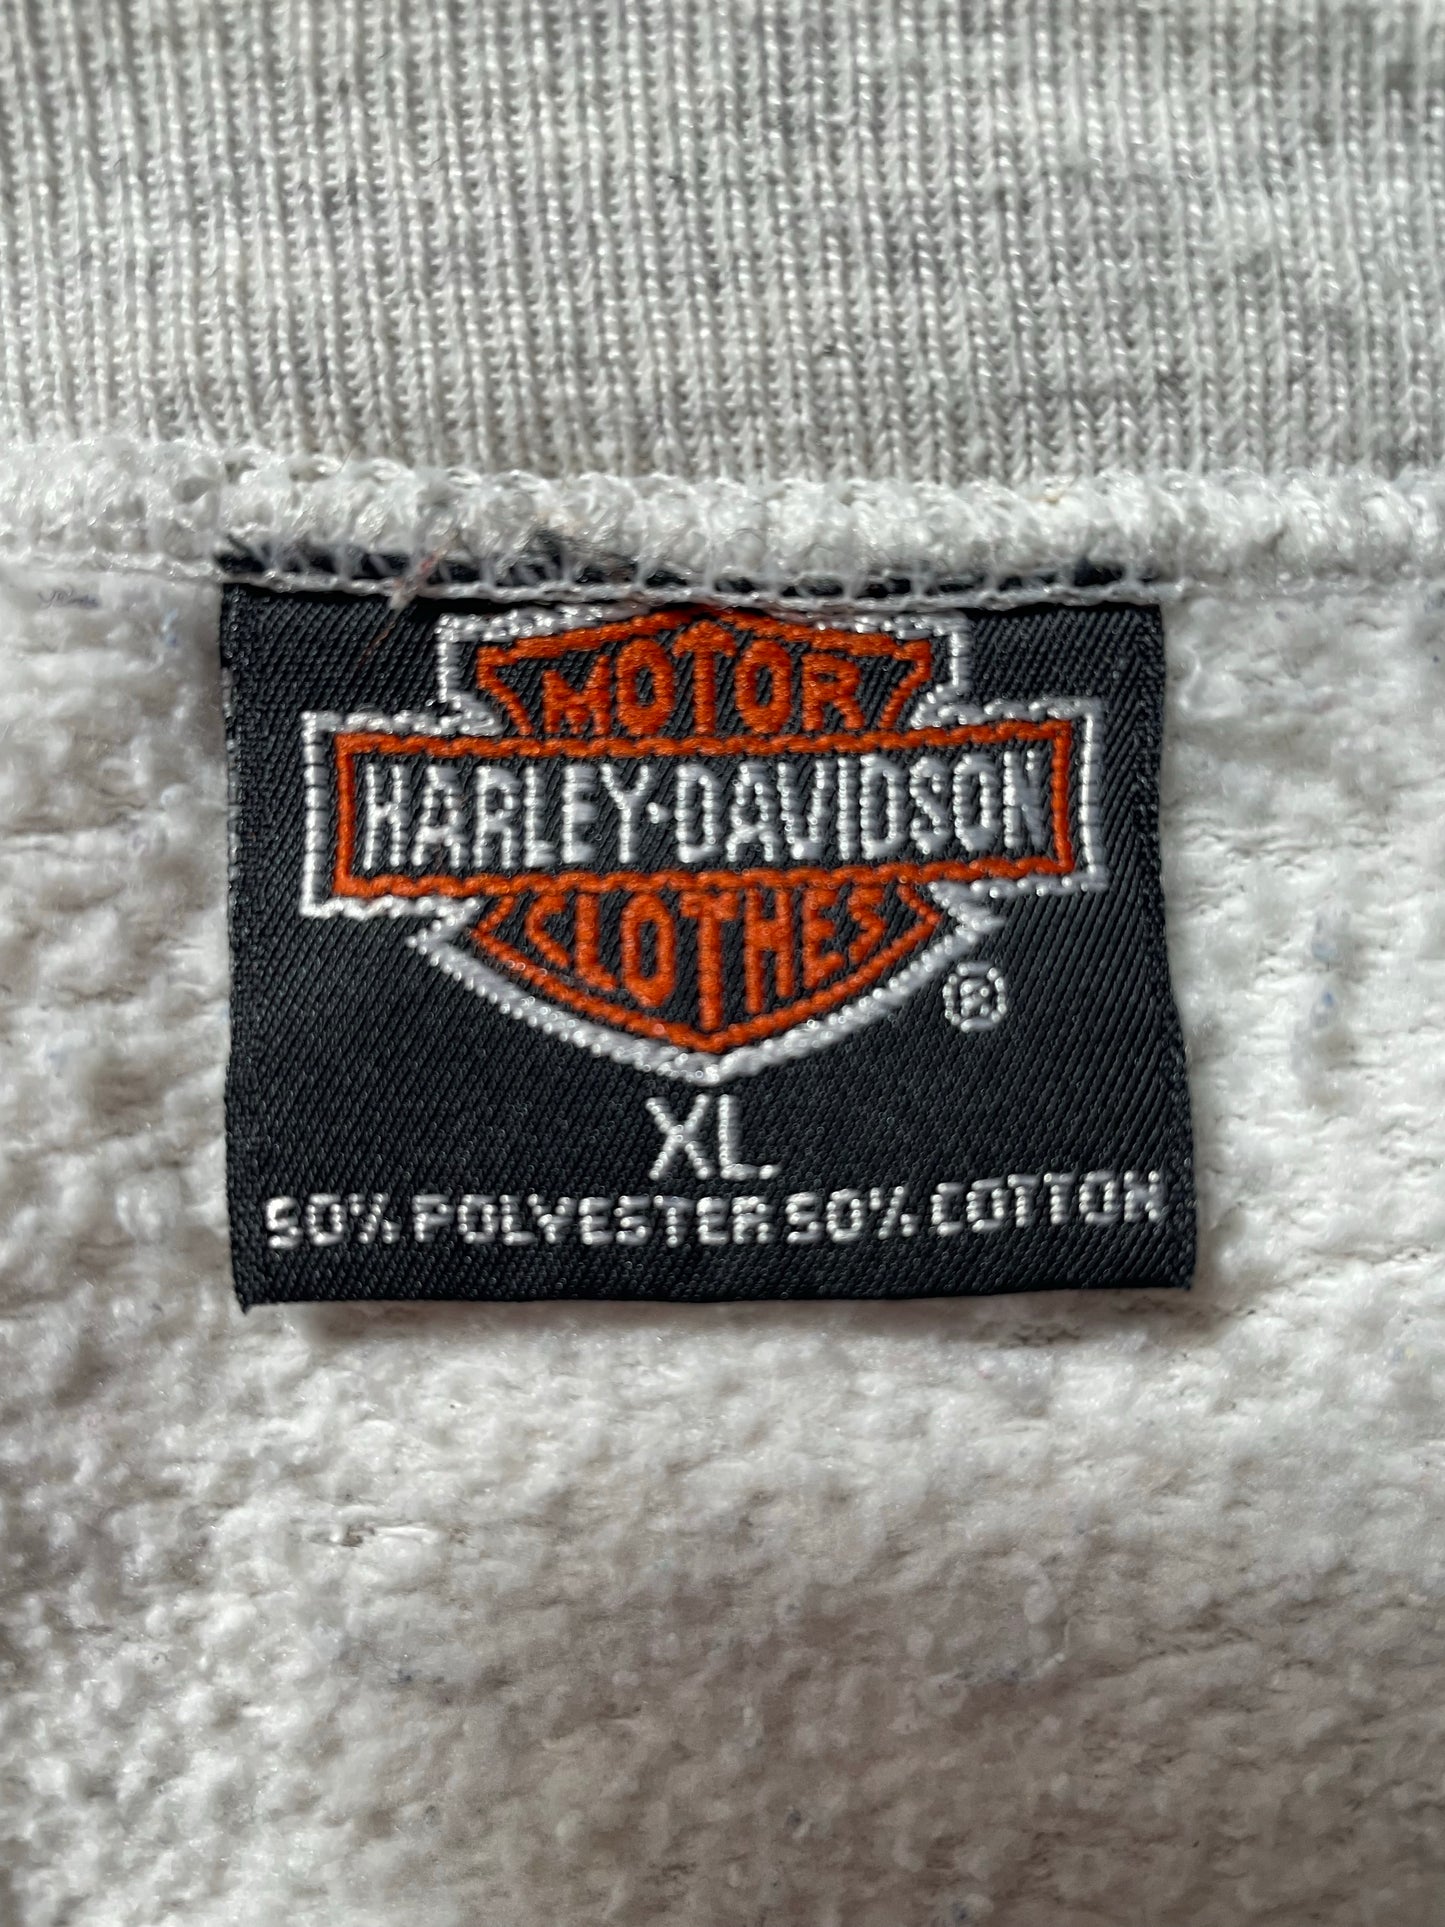 MOTOR
HARLEY-DAVIDSON
CLOTHES
®
XL
50% POLYESTER 50% COTTON